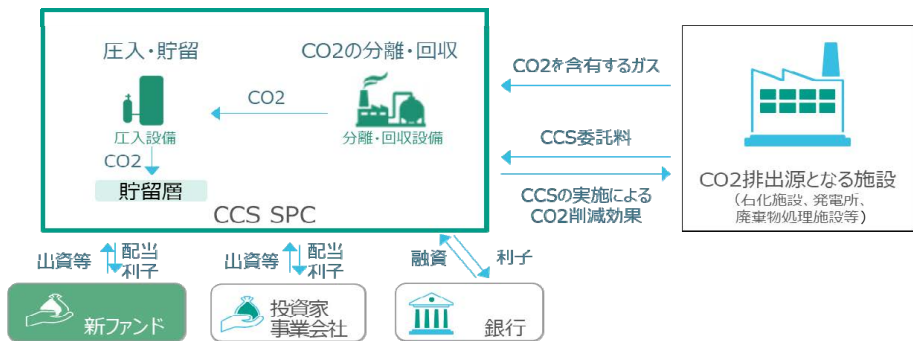 圧入・貯留
CO2の分離・回収
CO2
圧入設備
分離・回収設備
CO2
貯留層
CCS SPC
CO2を含有するガス
CCS委託料
CCSの実施による
CO2削減効果
CO2排出源となる施設
(石化施設、発電所、
廃棄物処理施設等)
出資等
配当
利子
出資等
配当
利子
融資
利子
新ファンド
投資家
事業会社
銀行